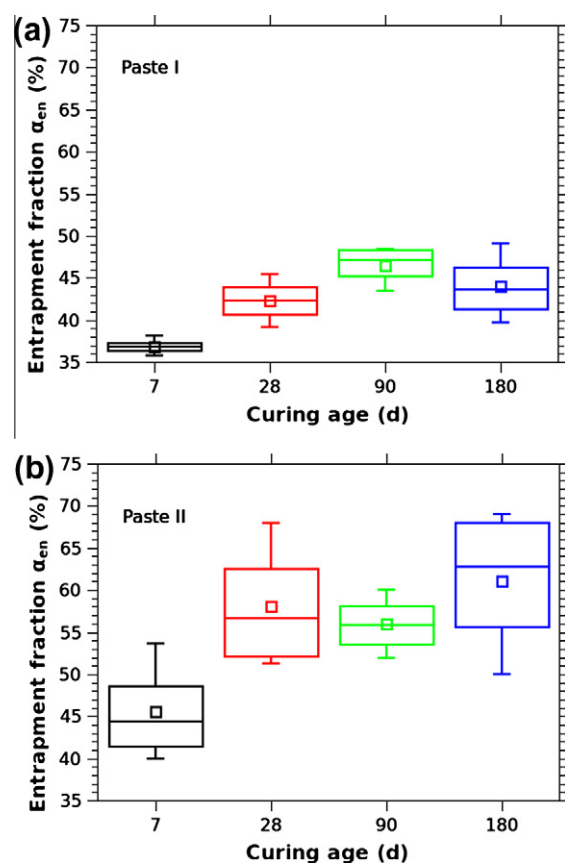 (a)
Paste I
Entrapment fraction αen (%)
75
70
65
60
55
50
45
40
35
7 28 90 180
Curing age (d)
(b)
Paste II
Entrapment fraction αen (%)
75
70
65
60
55
50
45
40
35
7 28 90 180
Curing age (d)